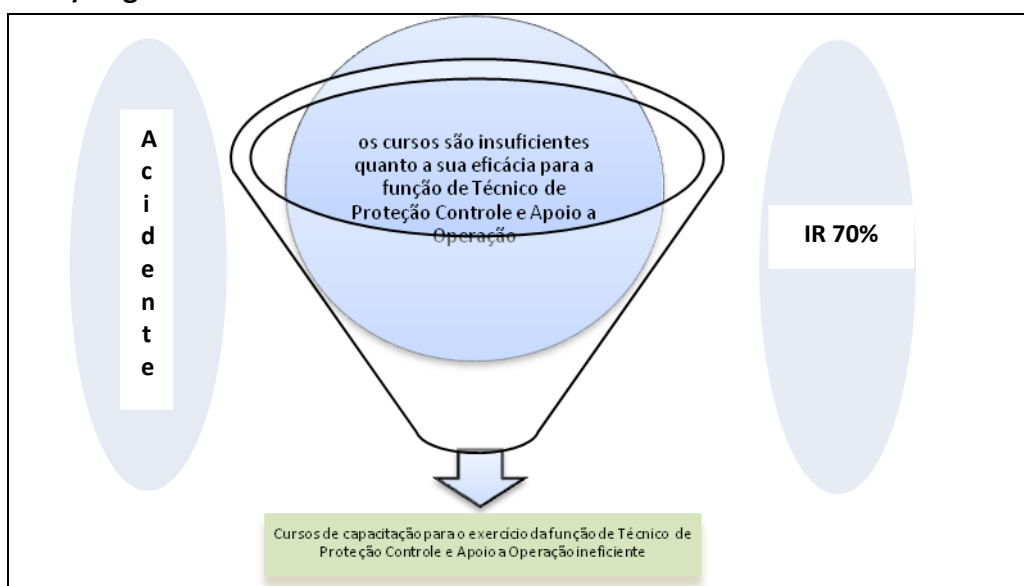 A
c
i
d
e
n
t
e
os cursos são insuficientes
quanto a sua eficácia para a
função de Técnico de
Proteção Controle e Apoio a
Operação
IR 70%
Cursos de capacitação para o exercício da função de Técnico de
Proteção Controle e Apoio a Operação ineficiente